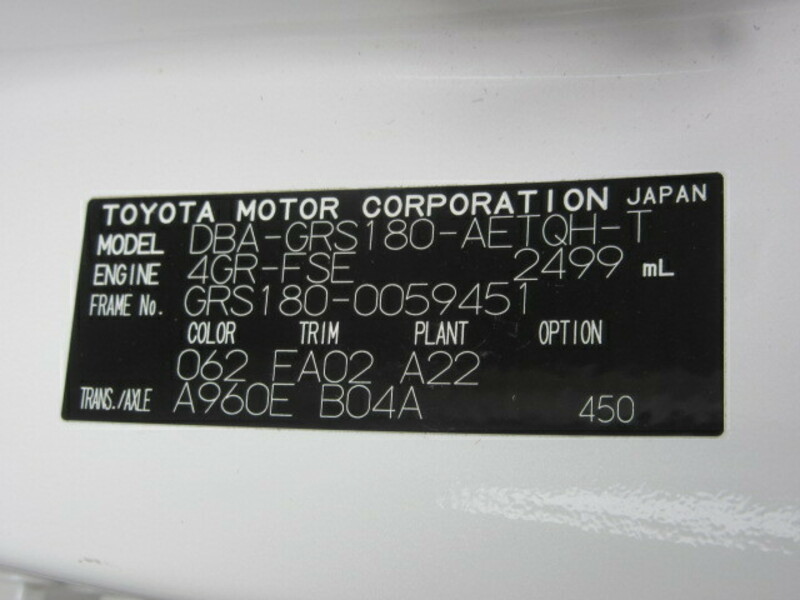 TOYOTA MOTOR CORPORATION JAPAN
MODEL DBA-GRS180-AETQH-T
ENGINE 4GR-FSE 2499 mL
FRAME No. GRS180-0059451
COLOR TRIM PLANT OPTION
062 FA02 A22
TRANS./AXLE A960E B04A 450